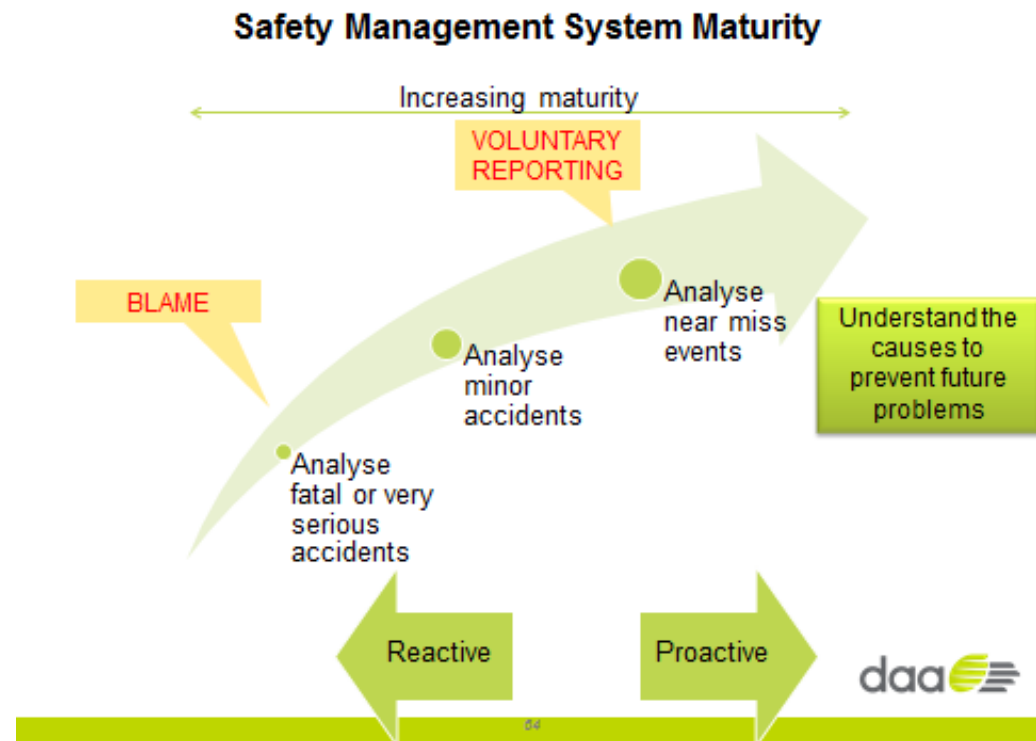 Safety Management System Maturity
Increasing maturity
VOLUNTARY
REPORTING
BLAME
Analyse
near miss
events
Understand the
causes to
prevent future
problems
Analyse
minor
accidents
Analyse
fatal or very
serious
accidents
Reactive
Proactive
daa
64